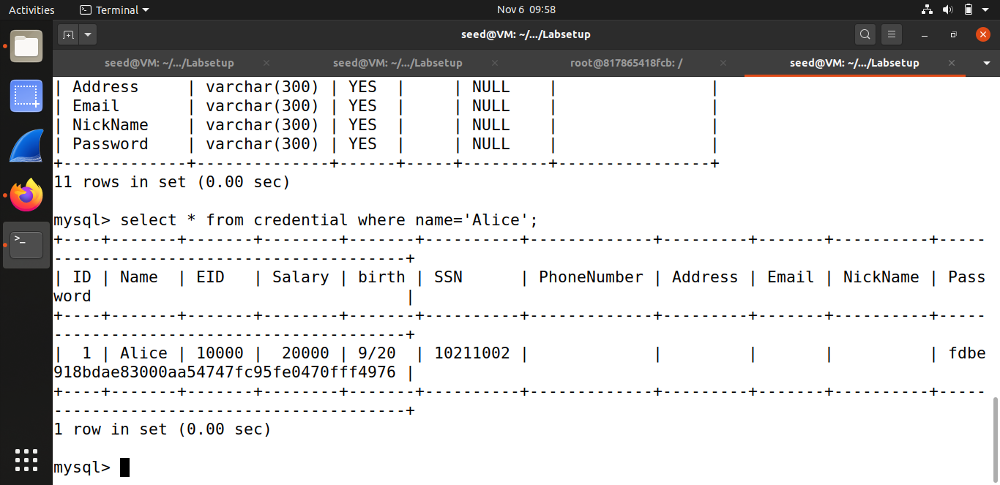 Activities Terminal Nov 6 09:58
seed@VM: ~/.../Labsetup
seed@VM: ~/.../Labsetup seed@VM: ~/.../Labsetup root@817865418fcb: / seed@VM: ~/.../Labsetup
| Address     | varchar(300) | YES  |     | NULL    |                |
| Email       | varchar(300) | YES  |     | NULL    |                |
| NickName    | varchar(300) | YES  |     | NULL    |                |
| Password    | varchar(300) | YES  |     | NULL    |                |
+-------------+--------------+------+-----+---------+----------------+
11 rows in set (0.00 sec)
mysql> select * from credential where name='Alice';
+----+-------+-------+--------+-------+----------+-------------+---------+-------+----------+-----
-------------------------------------+
| ID | Name  | EID   | Salary | birth | SSN      | PhoneNumber | Address | Email | NickName | Pass
word                                 |
+----+-------+-------+--------+-------+----------+-------------+---------+-------+----------+-----
-------------------------------------+
|  1 | Alice | 10000 |  20000 | 9/20  | 10211002 |             |         |       |          | fdbe
918bdae83000aa54747fc95fe0470fff4976 |
+----+-------+-------+--------+-------+----------+-------------+---------+-------+----------+-----
-------------------------------------+
1 row in set (0.00 sec)
mysql>